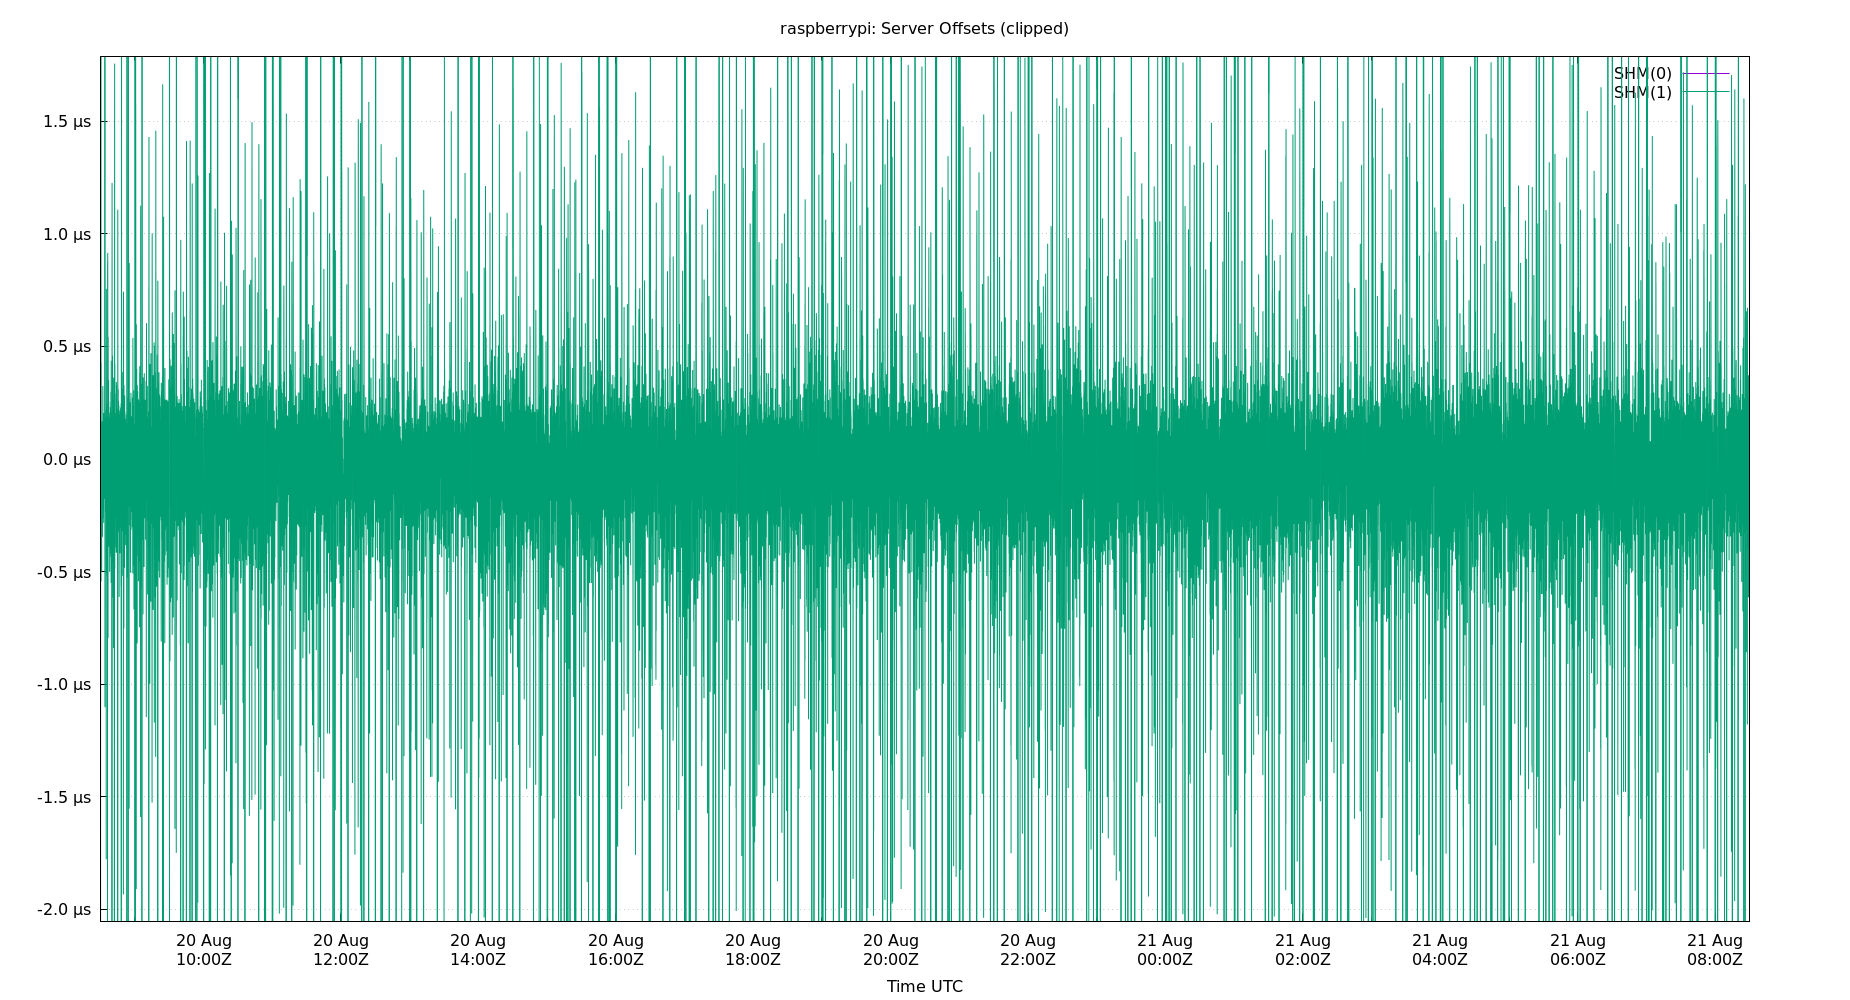 raspberrypi: Server Offsets (clipped)
SHM(0)
SHM(1)
1.5 µs
1.0 µs
0.5 µs
0.0 µs
-0.5 µs
-1.0 µs
-1.5 µs
-2.0 µs
20 Aug 20 Aug 20 Aug 20 Aug 20 Aug 20 Aug 20 Aug 21 Aug 21 Aug 21 Aug 21 Aug 21 Aug
10:00Z 12:00Z 14:00Z 16:00Z 18:00Z 20:00Z 22:00Z 00:00Z 02:00Z 04:00Z 06:00Z 08:00Z
Time UTC